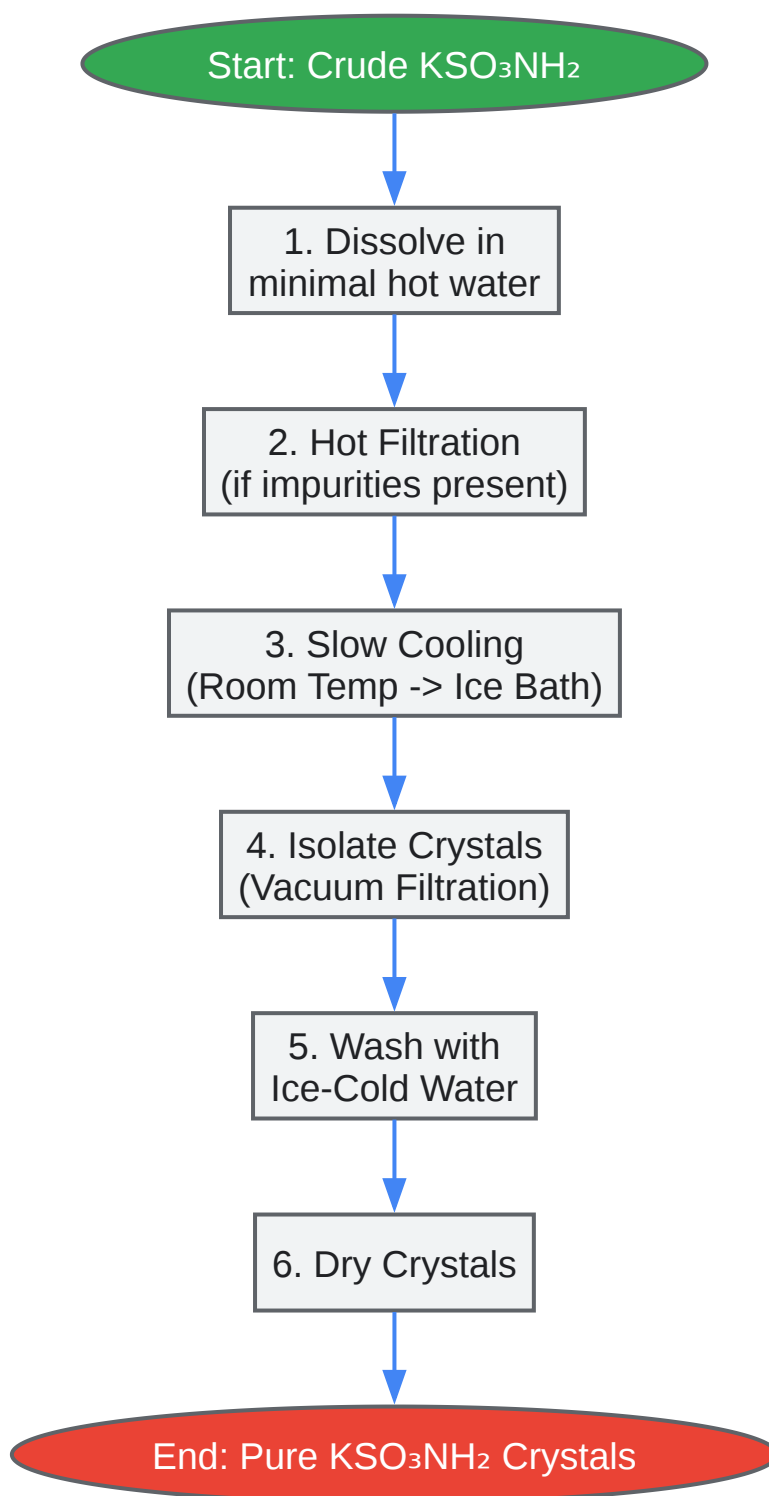 Start: Crude KSO₃NH₂
1. Dissolve in
minimal hot water
2. Hot Filtration
(if impurities present)
3. Slow Cooling
(Room Temp -> Ice Bath)
4. Isolate Crystals
(Vacuum Filtration)
5. Wash with
Ice-Cold Water
6. Dry Crystals
End: Pure KSO₃NH₂ Crystals